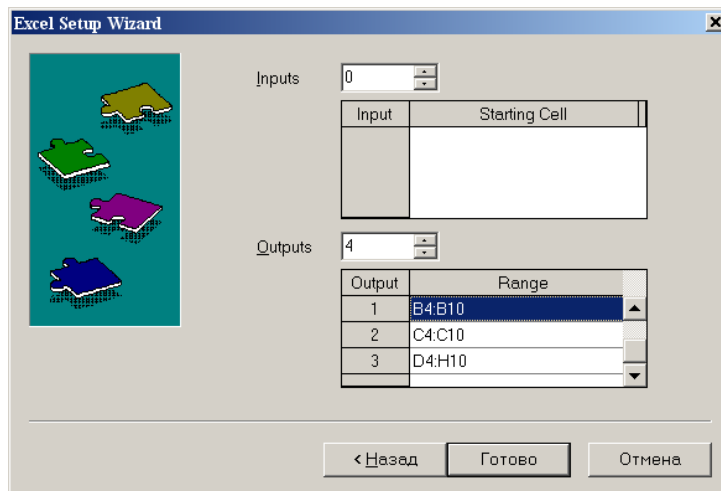 Excel Setup Wizard
Inputs 0
Input Starting Cell
Outputs 4
Output Range
1 B4:B10
2 C4:C10
3 D4:H10
< Назад Готово Отмена